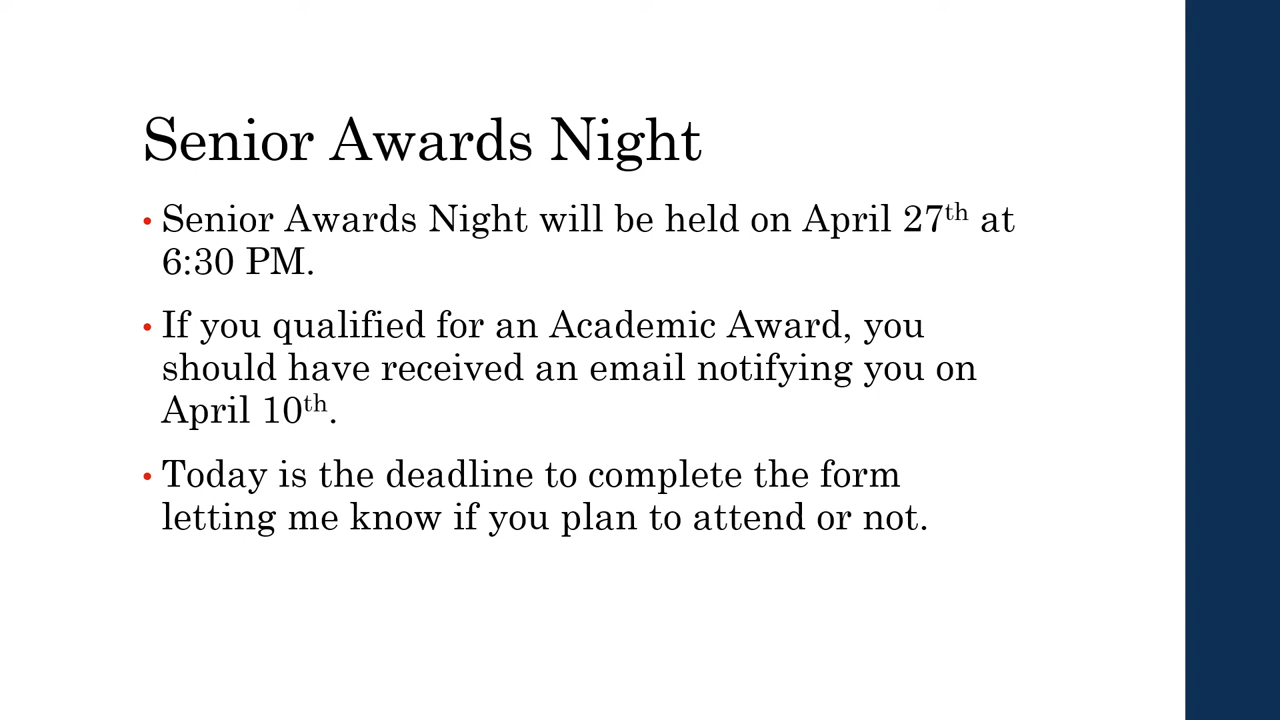 Senior Awards Night
• Senior Awards Night will be held on April 27th at
6:30 PM.
• If you qualified for an Academic Award, you
should have received an email notifying you on
April 10th.
• Today is the deadline to complete the form
letting me know if you plan to attend or not.